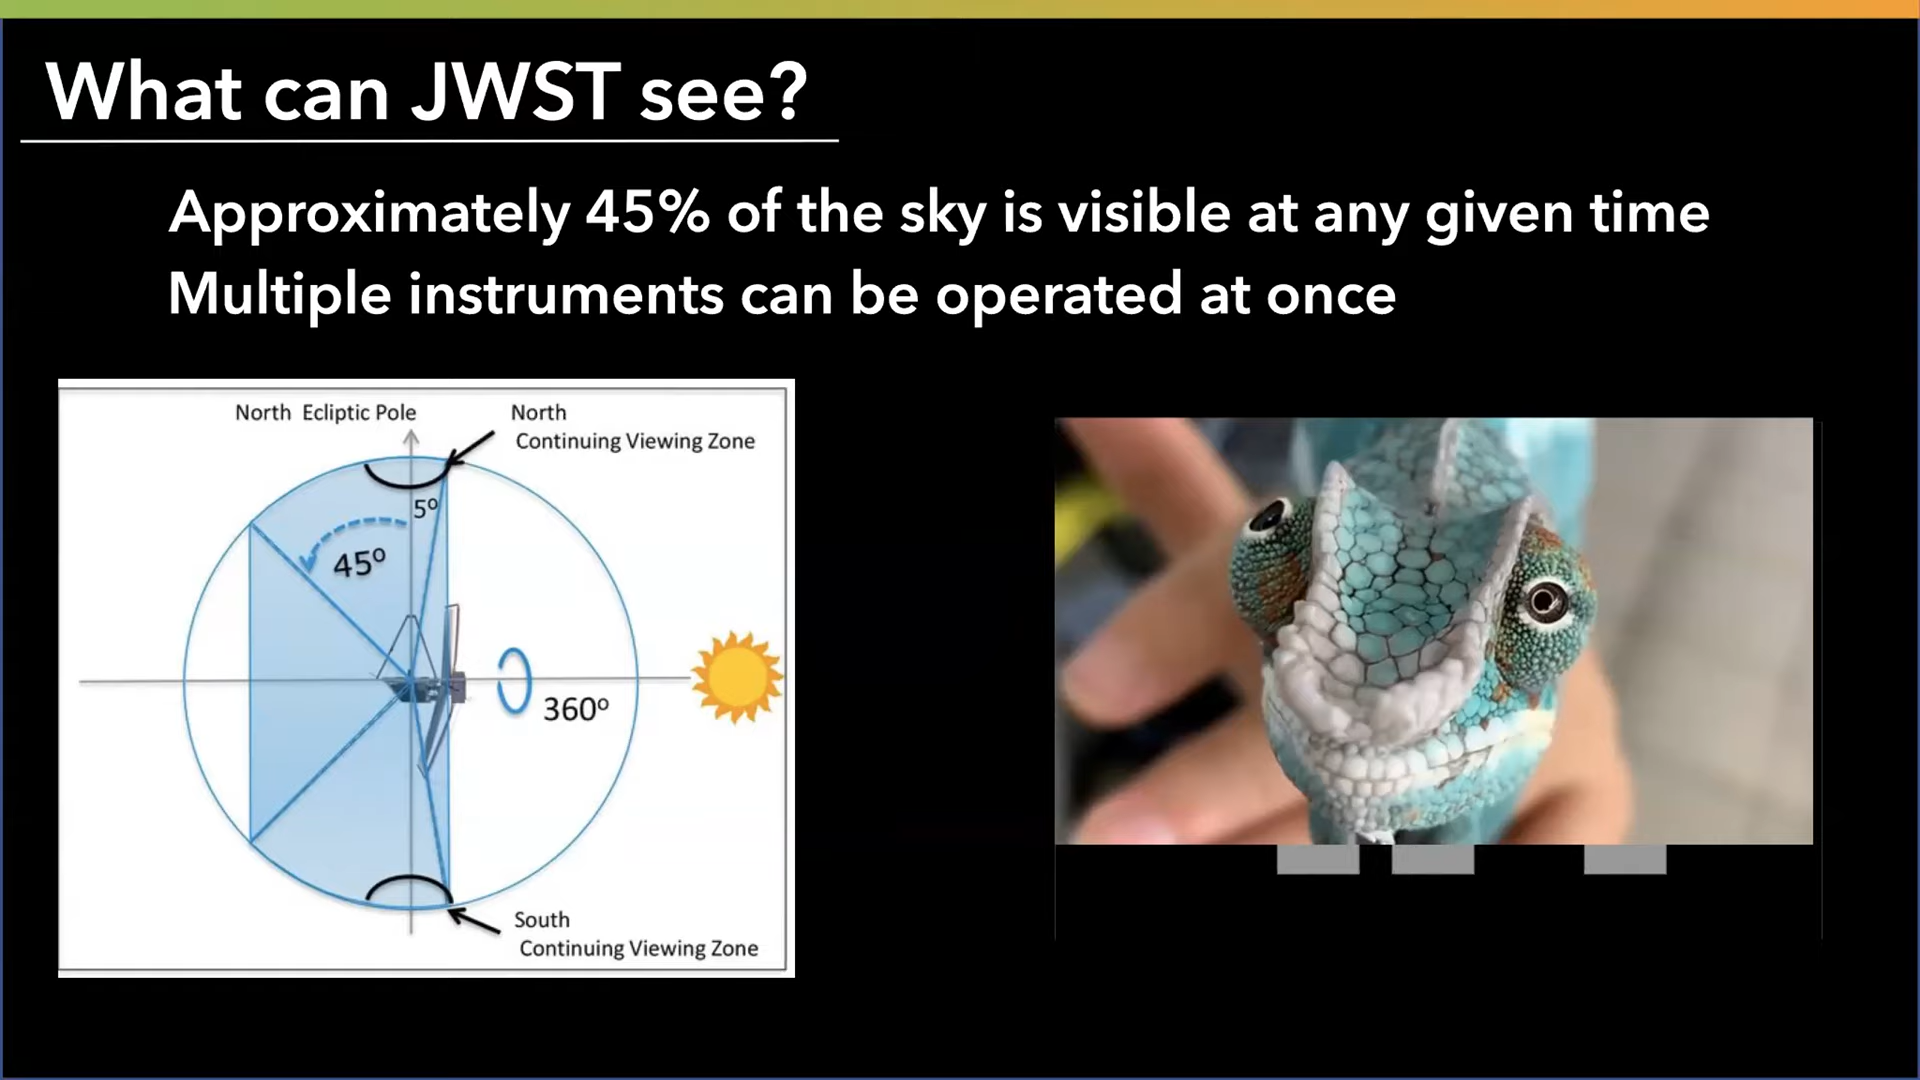 What can JWST see?
Approximately 45% of the sky is visible at any given time
Multiple instruments can be operated at once
North Ecliptic Pole
North
Continuing Viewing Zone
5º
45º
360º
South
Continuing Viewing Zone